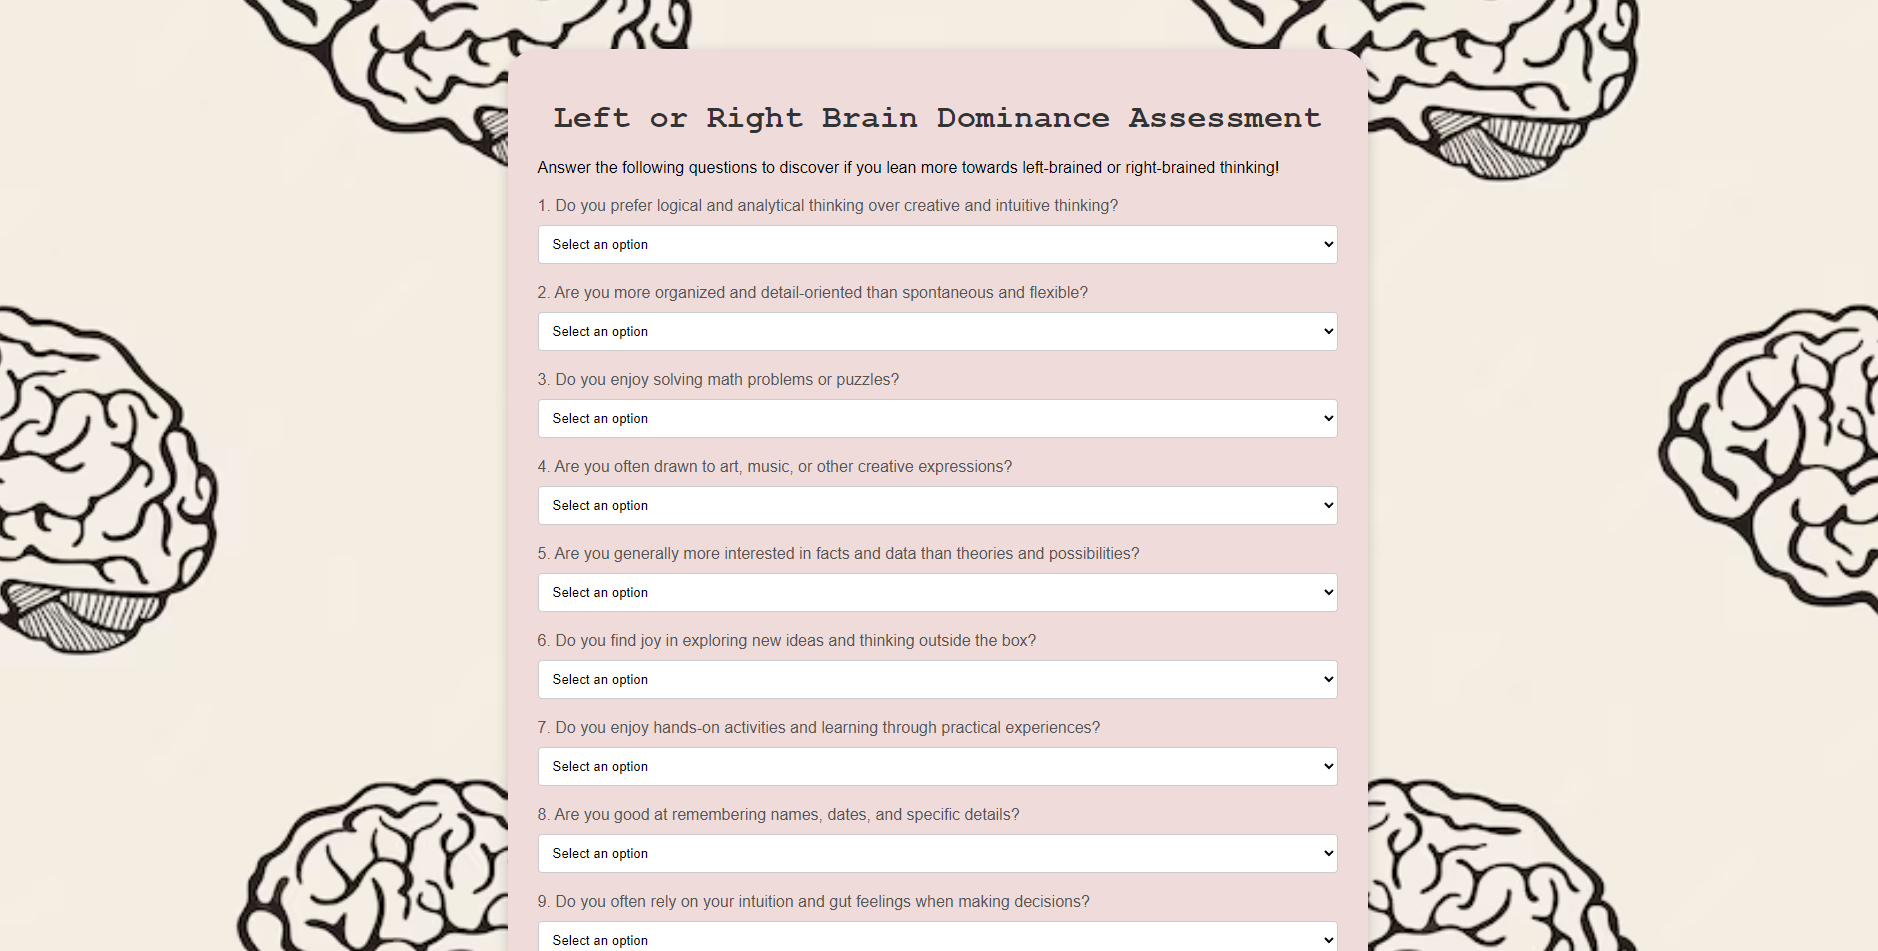 Left or Right Brain Dominance Assessment
Answer the following questions to discover if you lean more towards left-brained or right-brained thinking!
1. Do you prefer logical and analytical thinking over creative and intuitive thinking?
Select an option
2. Are you more organized and detail-oriented than spontaneous and flexible?
Select an option
3. Do you enjoy solving math problems or puzzles?
Select an option
4. Are you often drawn to art, music, or other creative expressions?
Select an option
5. Are you generally more interested in facts and data than theories and possibilities?
Select an option
6. Do you find joy in exploring new ideas and thinking outside the box?
Select an option
7. Do you enjoy hands-on activities and learning through practical experiences?
Select an option
8. Are you good at remembering names, dates, and specific details?
Select an option
9. Do you often rely on your intuition and gut feelings when making decisions?
Select an option